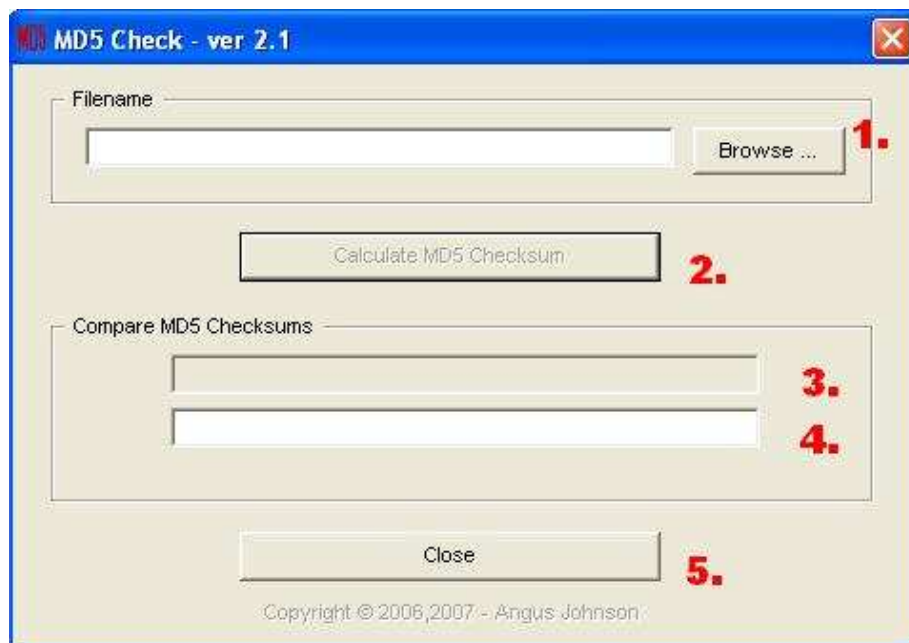 MD5 MD5 Check - ver 2.1
Filename
Browse ... 1.
Calculate MD5 Checksum 2.
Compare MD5 Checksums
3.
4.
Close 5.
Copyright © 2006,2007 - Angus Johnson